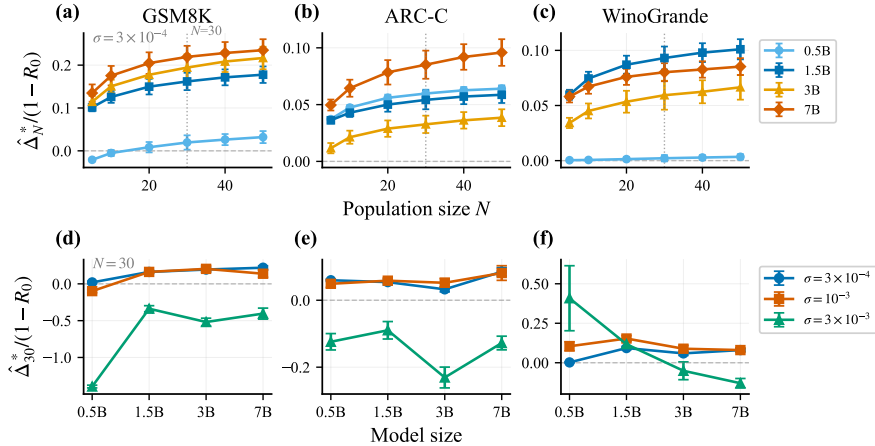 GSM8K
ARC-C
WinoGrande
(a)
(b)
(c)
σ = 3×10⁻⁴
N=30
0.2
0.1
0.0
0.10
0.05
0.00
0.10
0.05
0.00
0.5B
1.5B
3B
7B
Δ̂*_N/(1−R₀)
20
40
20
40
20
40
Population size N
(d)
(e)
(f)
N=30
0.0
−0.5
−1.0
0.0
−0.2
0.50
0.25
0.00
σ=3×10⁻⁴
σ=10⁻³
σ=3×10⁻³
Δ̂*₃₀/(1−R₀)
0.5B
1.5B
3B
7B
0.5B
1.5B
3B
7B
0.5B
1.5B
3B
7B
Model size